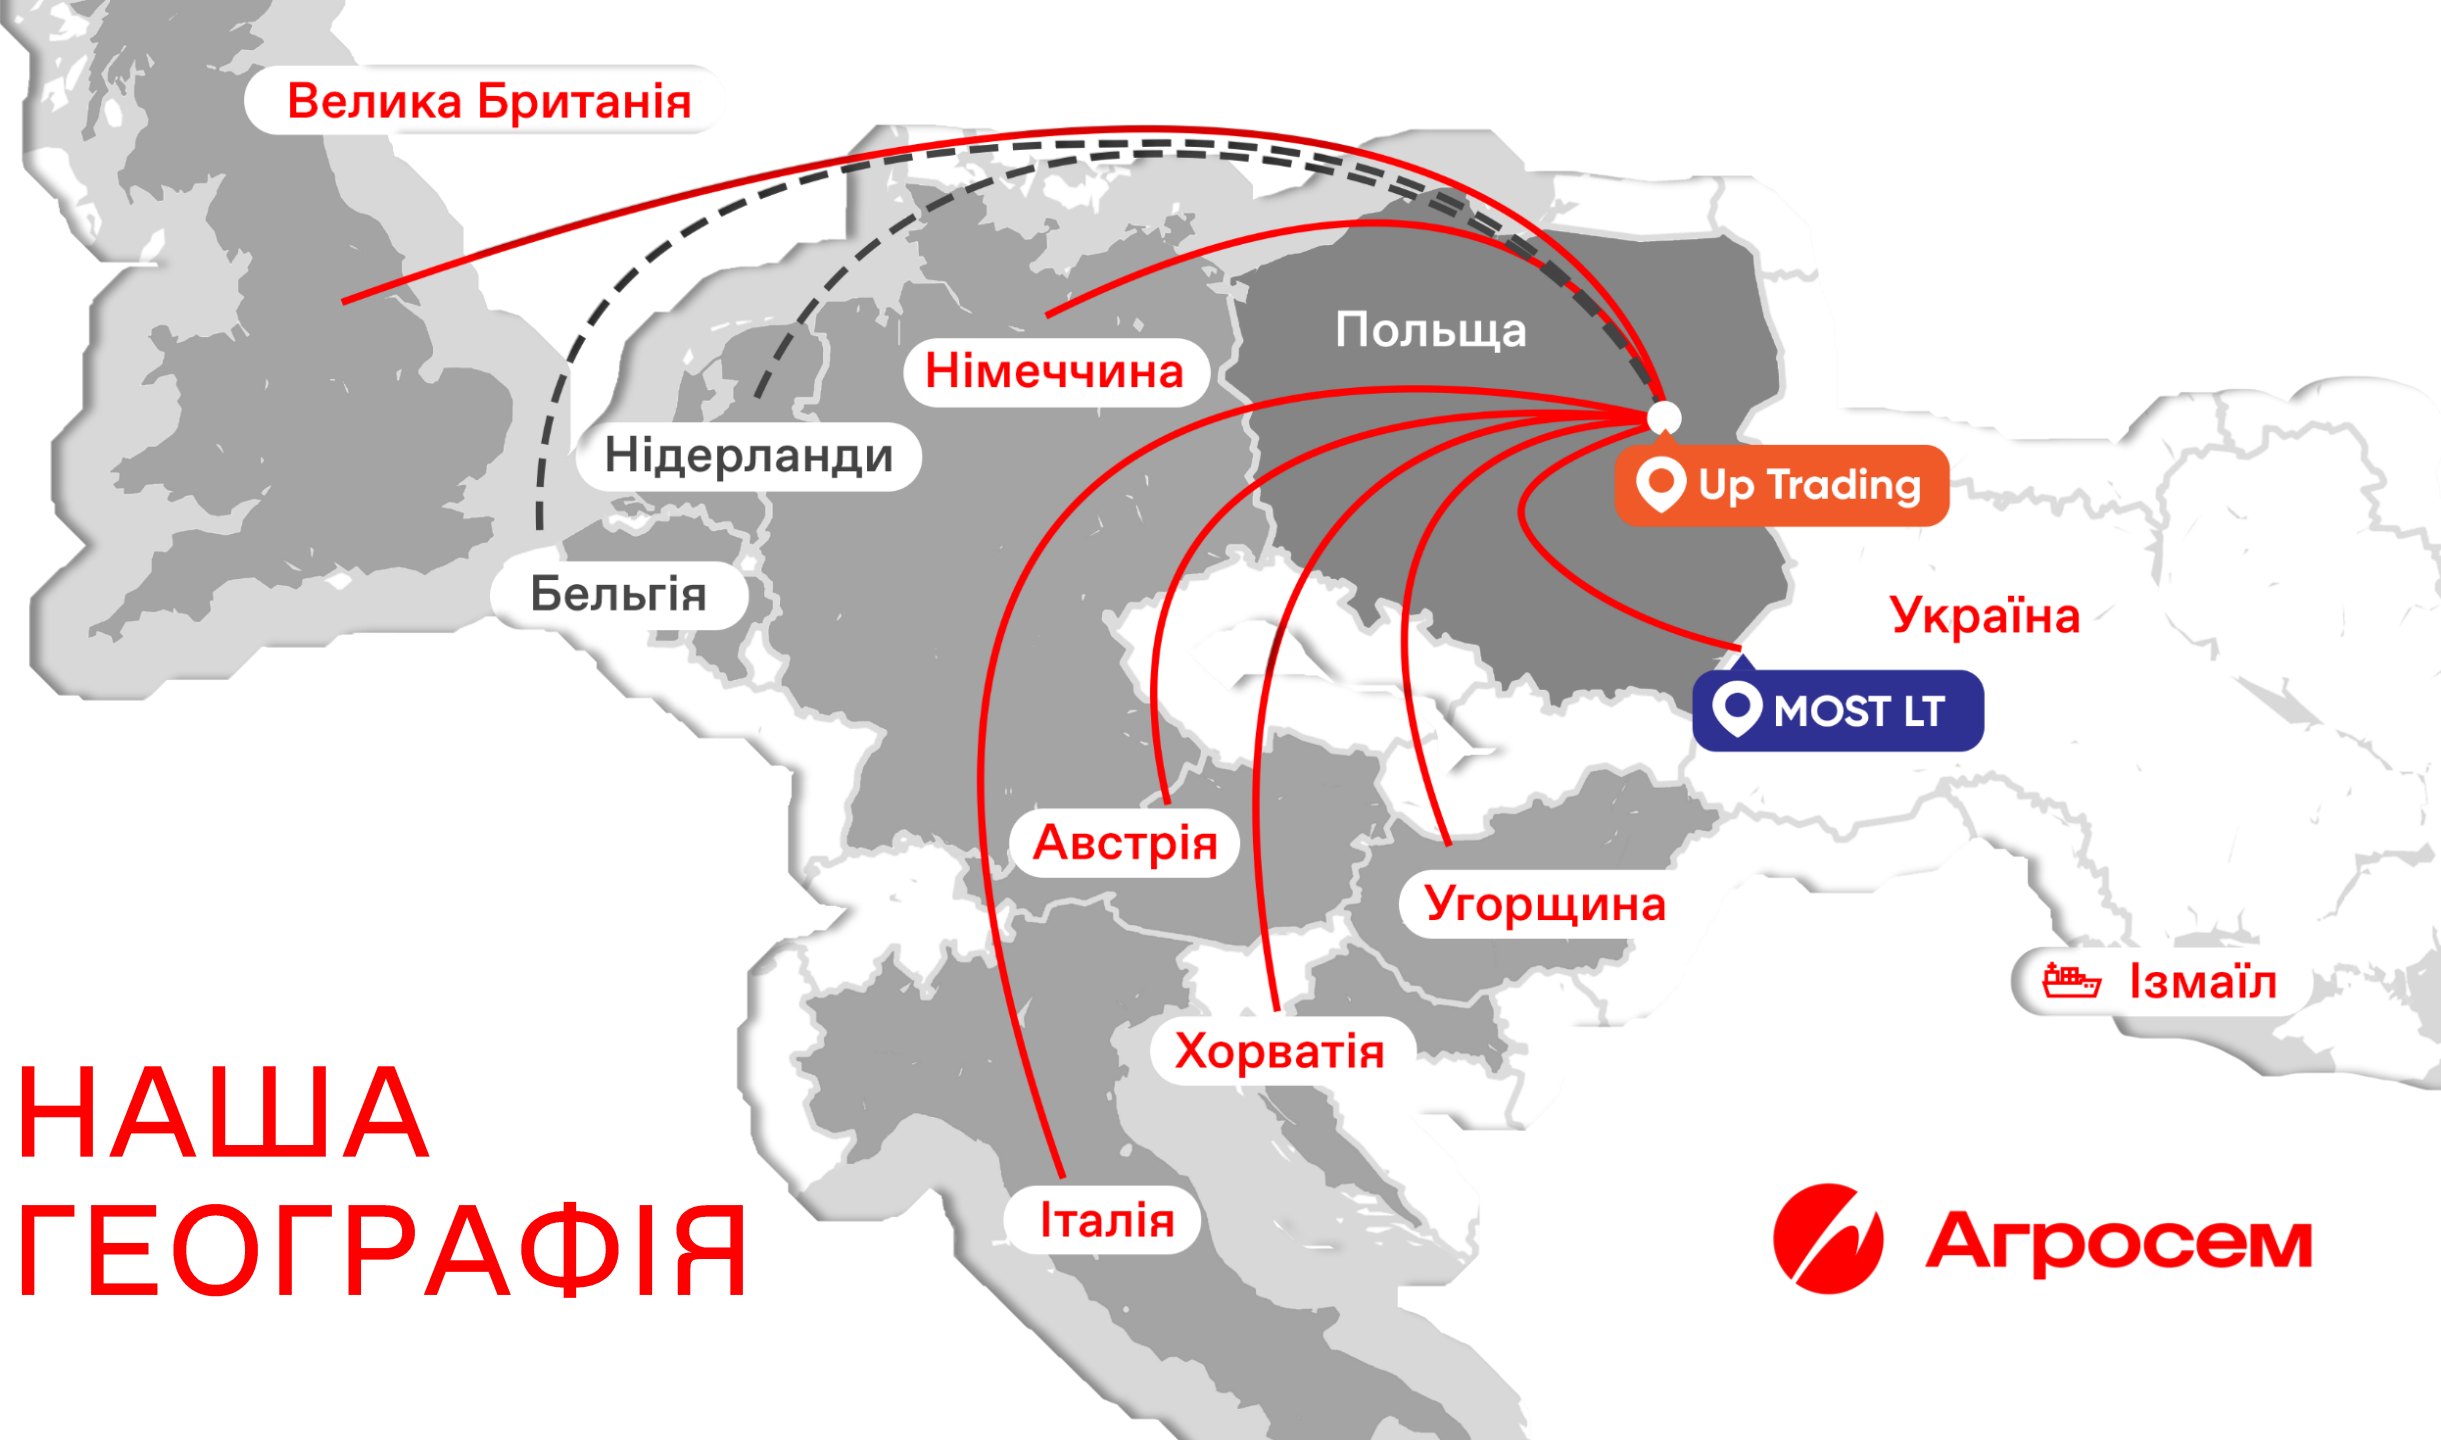 Велика Британія
Польща
Німеччина
Нідерланди
Up Trading
Бельгія
Україна
MOST LT
Австрія
Угорщина
Ізмаїл
Хорватія
Італія
НАША
ГЕОГРАФІЯ
Агросем